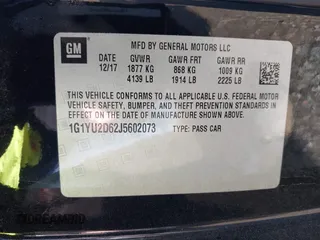 GM
MFD BY GENERAL MOTORS LLC
DATE GVWR GAWR FR GAWR RR
12/17 1877 KG 868 KG 1009 KG
4139 LB 1914 LB 2225 LB
THIS VEHICLE CONFORMS TO ALL APPLICABLE U.S. FEDERAL MOTOR
VEHICLE SAFETY, BUMPER, AND THEFT PREVENTION STANDARDS IN
EFFECT ON THE DATE OF MANUFACTURE SHOWN ABOVE.
1G1YU2D62J5602073 TYPE: PASS CAR